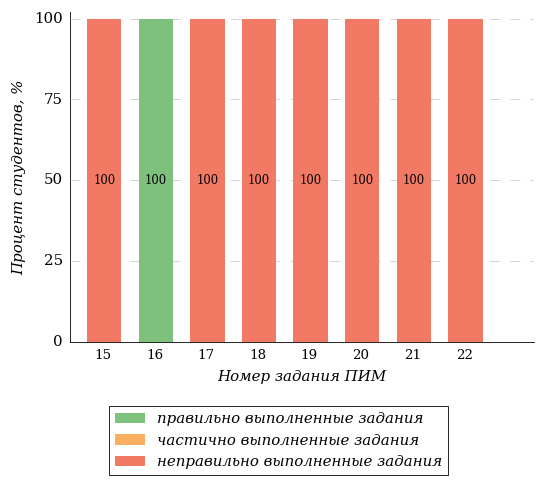 Процент студентов, %
100
75
50
25
0
100 100 100 100 100 100 100 100
15 16 17 18 19 20 21 22
Номер задания ПИМ
правильно выполненные задания
частично выполненные задания
неправильно выполненные задания